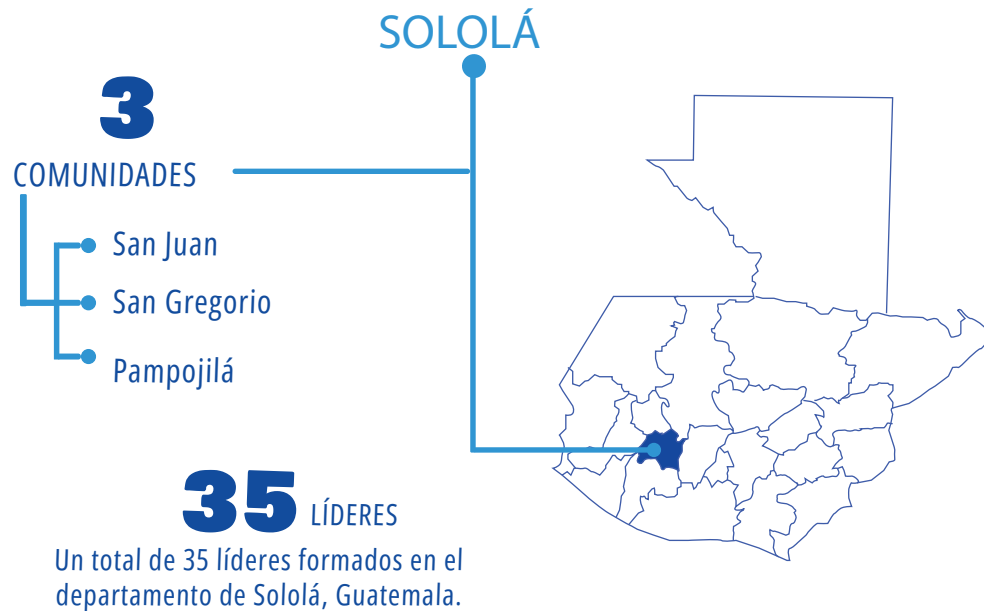 SOLOLÁ
3
COMUNIDADES
San Juan
San Gregorio
Pampojilá
35 LÍDERES
Un total de 35 líderes formados en el
departamento de Sololá, Guatemala.